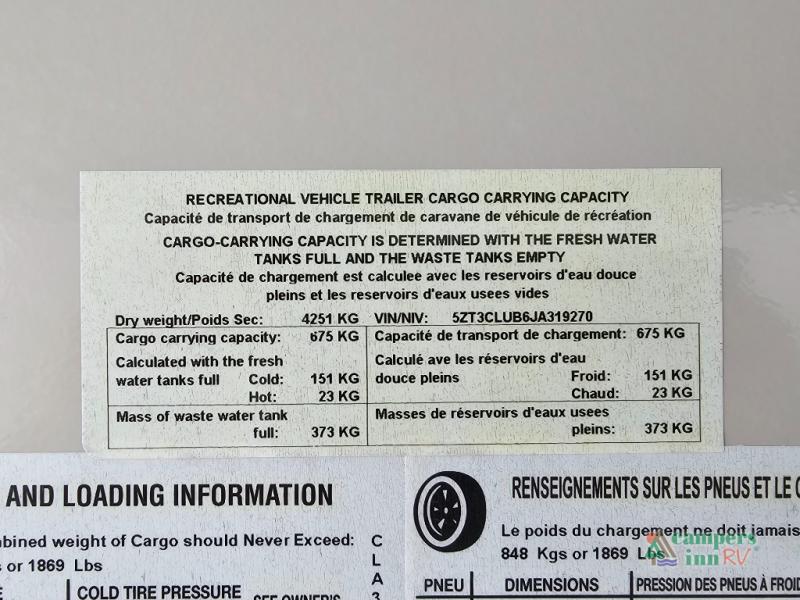 RECREATIONAL VEHICLE TRAILER CARGO CARRYING CAPACITY
Capacité de transport de chargement de caravane de véhicule de récréation
CARGO-CARRYING CAPACITY IS DETERMINED WITH THE FRESH WATER
TANKS FULL AND THE WASTE TANKS EMPTY
Capacité de chargement est calculee avec les reservoirs d'eau douce
pleins et les reservoirs d'eaux usees vides
Dry weight/Poids Sec: 4251 KG VIN/NIV: 5ZT3CLUB6JA319270
Cargo carrying capacity: 675 KG
Calculated with the fresh
water tanks full Cold: 151 KG
Hot: 23 KG
Mass of waste water tank
full: 373 KG
Capacité de transport de chargement: 675 KG
Calculé ave les réservoirs d'eau
douce pleins Froid: 151 KG
Chaud: 23 KG
Masses de réservoirs d'eaux usees
pleins: 373 KG
AND LOADING INFORMATION
weight of Cargo should Never Exceed:
or 1869 Lbs
COLD TIRE PRESSURE
SEE OWNER'S
C
L
A
3
RENSEIGNEMENTS SUR LES PNEUS ET LE
Le poids du chargement ne doit jamais
848 Kgs or 1869 Lbs
PNEU DIMENSIONS PRESSION DES PNEUS À FROID
campers
inn RV